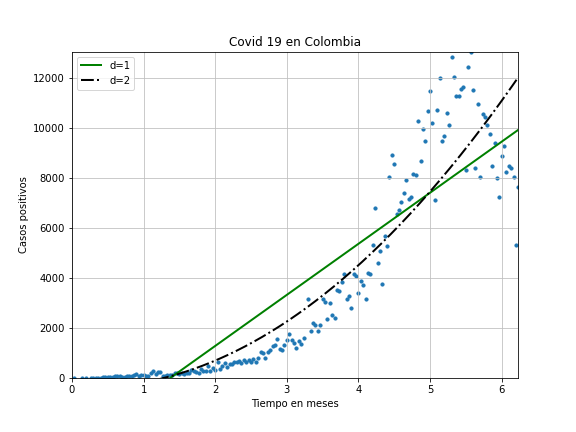 Covid 19 en Colombia
d=1
d=2
12000
10000
8000
6000
4000
2000
0
Casos positivos
0 1 2 3 4 5 6
Tiempo en meses